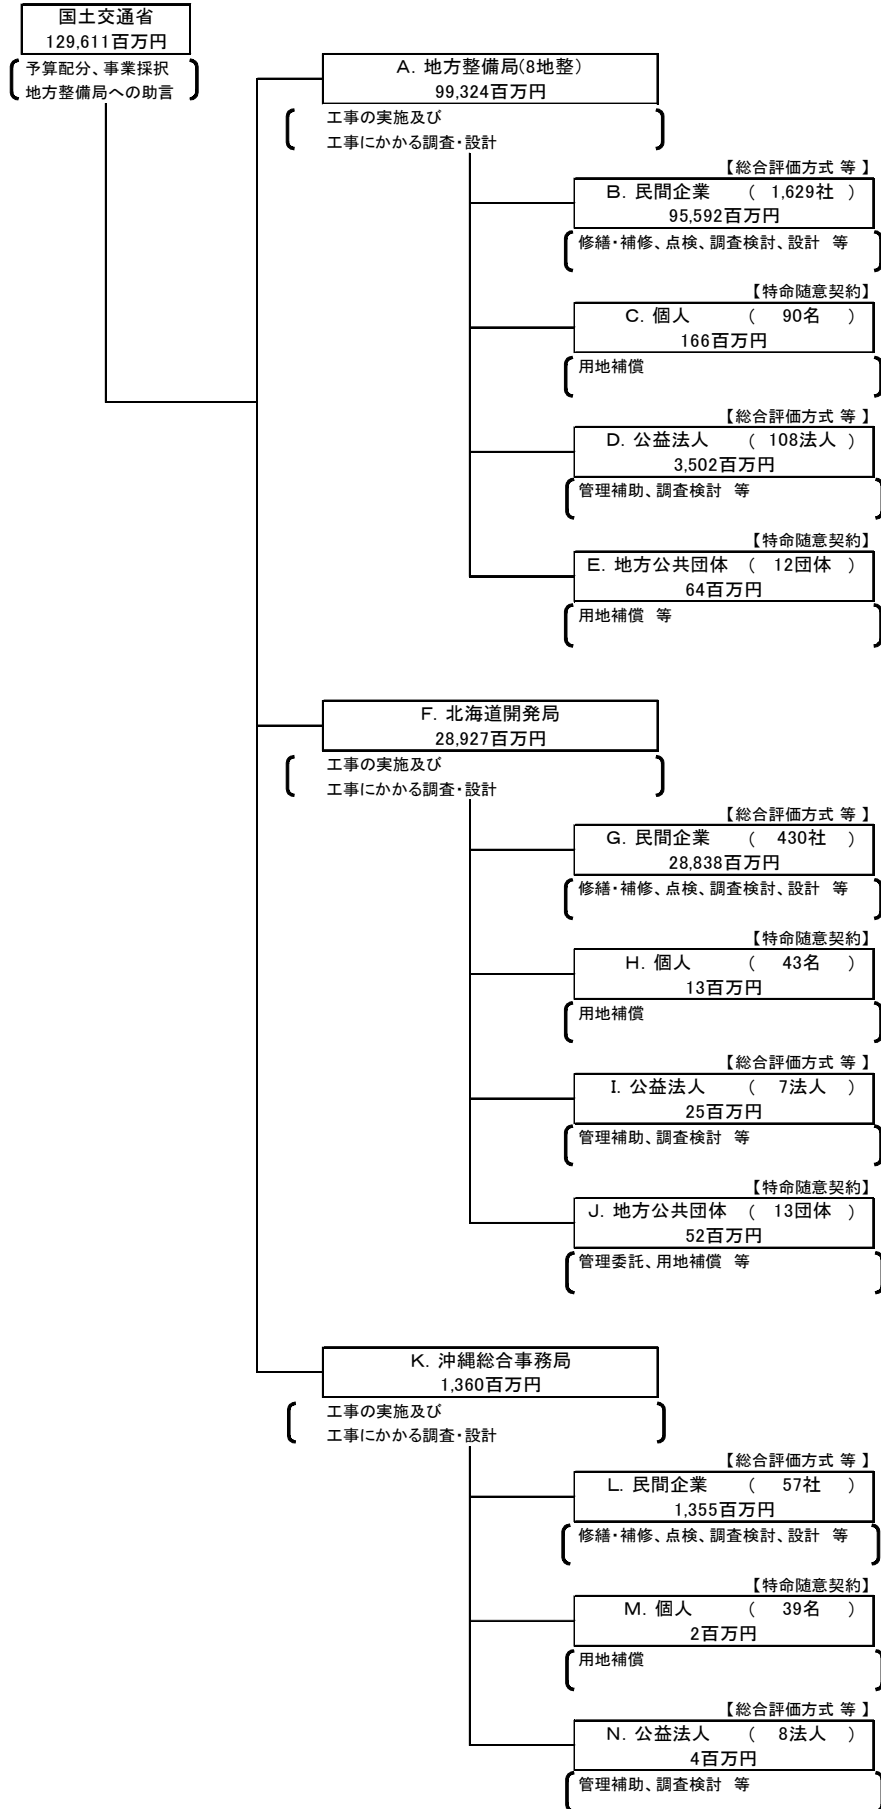 国土交通省
129,611百万円
予算配分、事業採択
地方整備局への助言
A. 地方整備局(8地整)
99,324百万円
工事の実施及び
工事にかかる調査・設計
【総合評価方式 等 】
B. 民間企業 ( 1,629社 )
95,592百万円
修繕・補修、点検、調査検討、設計 等
【特命随意契約】
C. 個人 ( 90名 )
166百万円
用地補償
【総合評価方式 等 】
D. 公益法人 ( 108法人 )
3,502百万円
管理補助、調査検討 等
【特命随意契約】
E. 地方公共団体 ( 12団体 )
64百万円
用地補償 等
F. 北海道開発局
28,927百万円
工事の実施及び
工事にかかる調査・設計
【総合評価方式 等 】
G. 民間企業 ( 430社 )
28,838百万円
修繕・補修、点検、調査検討、設計 等
【特命随意契約】
H. 個人 ( 43名 )
13百万円
用地補償
【総合評価方式 等 】
I. 公益法人 ( 7法人 )
25百万円
管理補助、調査検討 等
【特命随意契約】
J. 地方公共団体 ( 13団体 )
52百万円
管理委託、用地補償 等
K. 沖縄総合事務局
1,360百万円
工事の実施及び
工事にかかる調査・設計
【総合評価方式 等 】
L. 民間企業 ( 57社 )
1,355百万円
修繕・補修、点検、調査検討、設計 等
【特命随意契約】
M. 個人 ( 39名 )
2百万円
用地補償
【総合評価方式 等 】
N. 公益法人 ( 8法人 )
4百万円
管理補助、調査検討 等